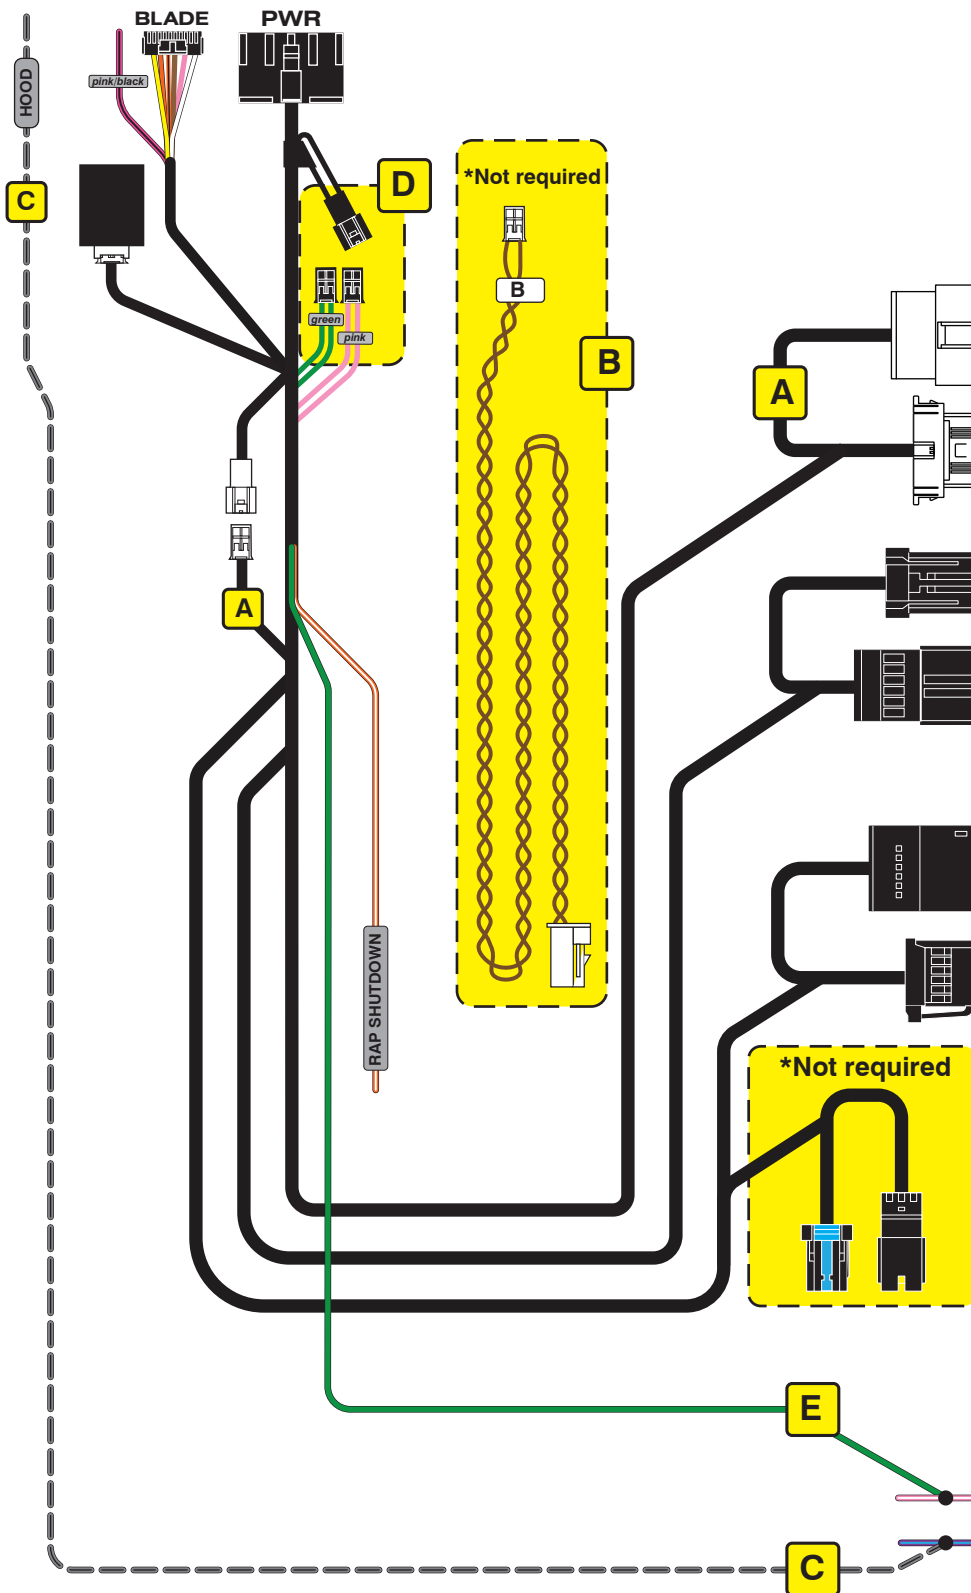 BLADE
PWR
HOOD
pink/black
C
D
*Not required
B
green
pink
B
A
A
RAP SHUTDOWN
*Not required
E
C